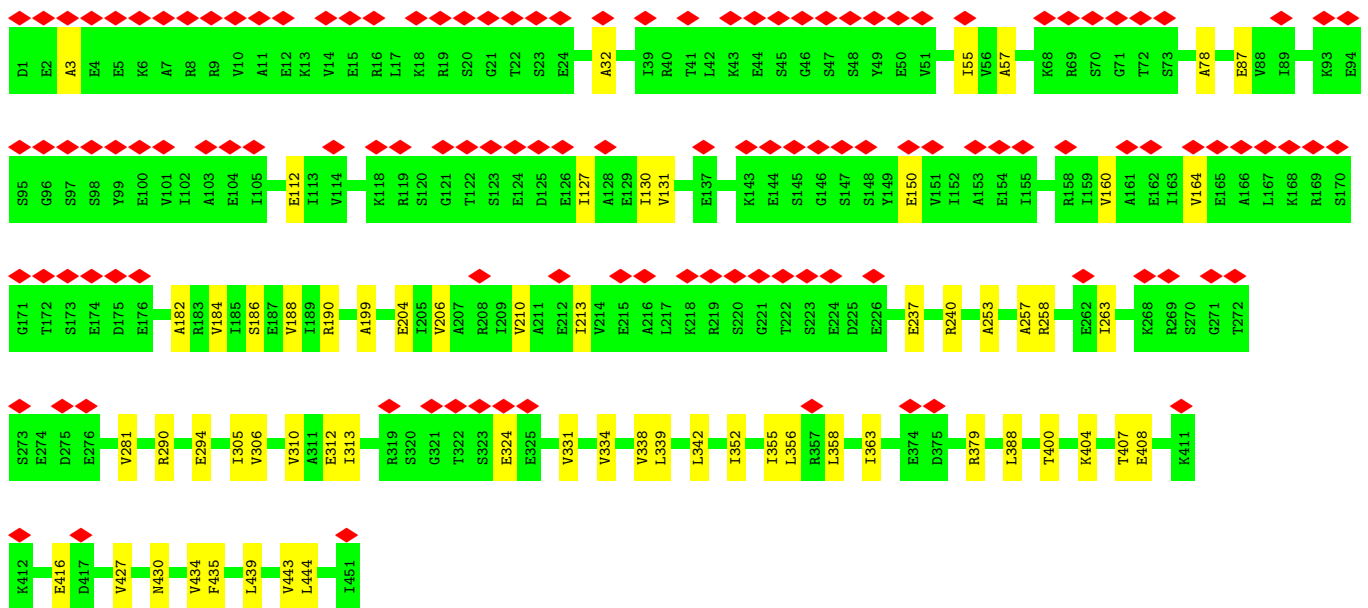 D1 E2 A3 E4 E5 K6 A7 R8 R9 V10 A11 E12 K13 V14 E15 R16 L17 K18 R19 S20 G21 T22 S23 E24 A32 I39 R40 T41 L42 K43 E44 S45 G46 S47 S48 Y49 E50 V51 I55 V56 A57 K68 R69 S70 G71 T72 S73 A78 E87 V88 I89 K93 E94
S95 G96 S97 S98 Y99 E100 V101 I102 A103 E104 I105 E112 I113 V114 K118 R119 S120 G121 T122 S123 E124 D125 E126 I127 A128 E129 I130 V131 E137 K143 E144 S145 G146 S147 S148 Y149 E150 V151 I152 A153 E154 I155 R158 I159 V160 A161 E162 I163 V164 E165 A166 L167 K168 R169 S170
G171 T172 S173 E174 D175 E176 A182 R183 V184 I185 S186 E187 V188 I189 R190 A199 E204 I205 V206 A207 R208 I209 V210 A211 E212 I213 V214 E215 A216 L217 K218 R219 S220 G221 T222 S223 E224 D225 E226 E237 R240 A253 A257 R258 E262 I263 K268 R269 S270 G271 T272
S273 E274 D275 E276 V281 R290 E294 I305 V306 V310 A311 E312 I313 R319 S320 G321 T322 S323 E324 E325 V331 V334 V338 L339 L342 I352 I355 L356 R357 L358 I363 E374 D375 R379 L388 T400 K404 T407 E408 K411
K412 E416 D417 V427 N430 V434 F435 L439 V443 L444 I451